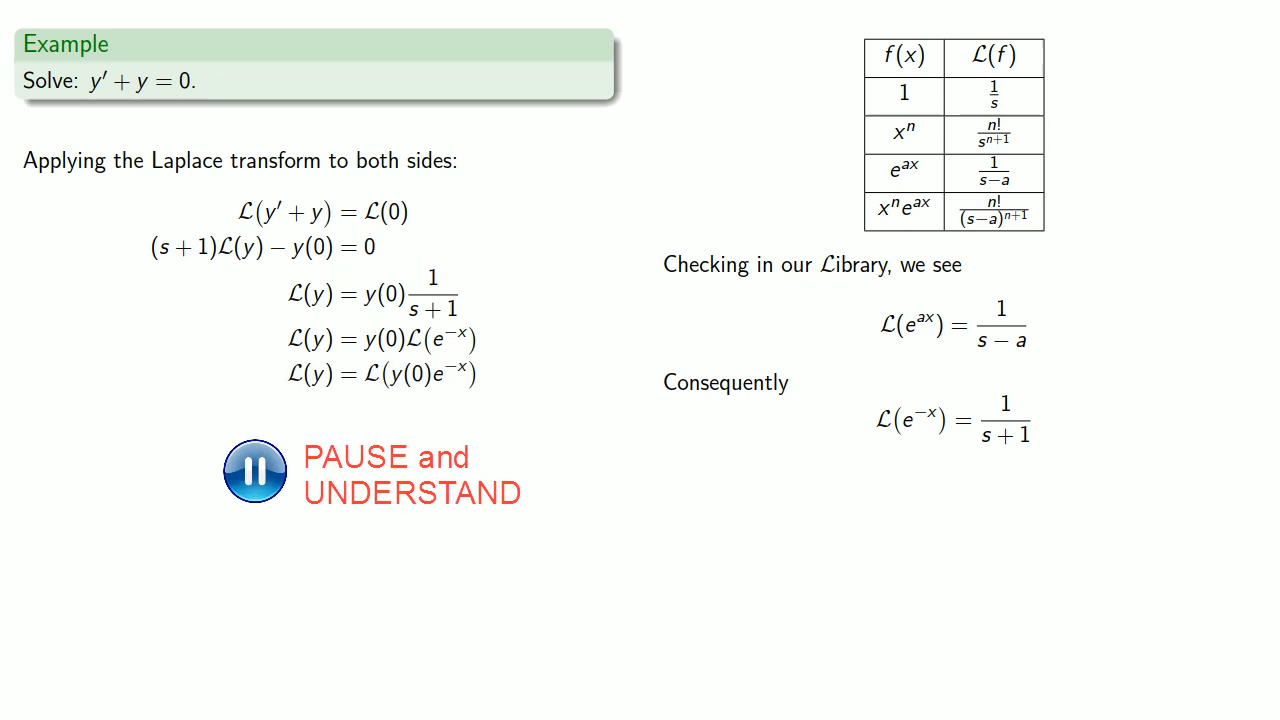 Example
Solve: y′ + y = 0.
Applying the Laplace transform to both sides:
ℒ(y′ + y) = ℒ(0)
(s + 1)ℒ(y) − y(0) = 0
ℒ(y) = y(0) 1/(s + 1)
ℒ(y) = y(0)ℒ(e^{−x})
ℒ(y) = ℒ(y(0)e^{−x})
PAUSE and
UNDERSTAND
f(x) ℒ(f)
1 1/s
x^n n!/s^{n+1}
e^{ax} 1/(s−a)
x^n e^{ax} n!/(s−a)^{n+1}
Checking in our ℒibrary, we see
ℒ(e^{ax}) = 1/(s − a)
Consequently
ℒ(e^{−x}) = 1/(s + 1)